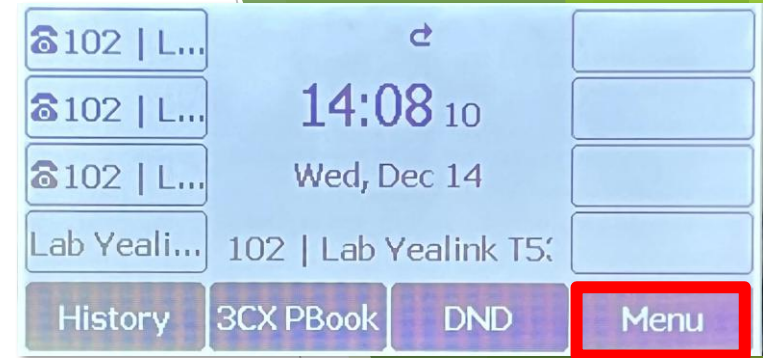 102 | L...
14:08 10
102 | L...
Wed, Dec 14
102 | L...
Lab Yeali...
102 | Lab Yealink T5
History 3CX PBook DND Menu